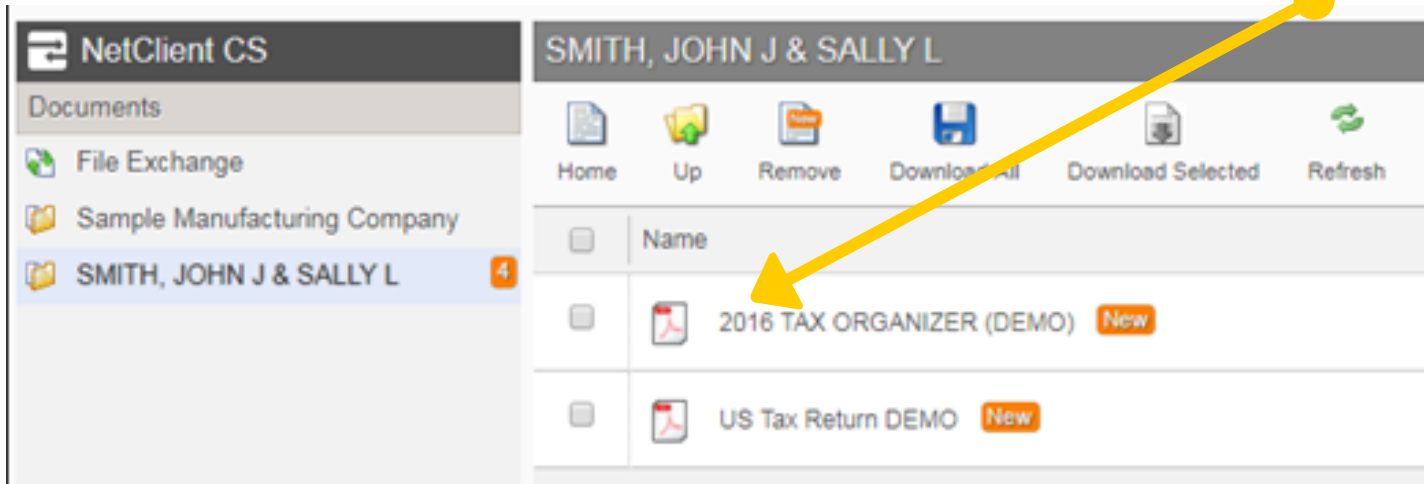 NetClient CS
Documents
File Exchange
Sample Manufacturing Company
SMITH, JOHN J & SALLY L 4
SMITH, JOHN J & SALLY L
New
Home Up Remove Download All Download Selected Refresh
Name
2016 TAX ORGANIZER (DEMO) New
US Tax Return DEMO New